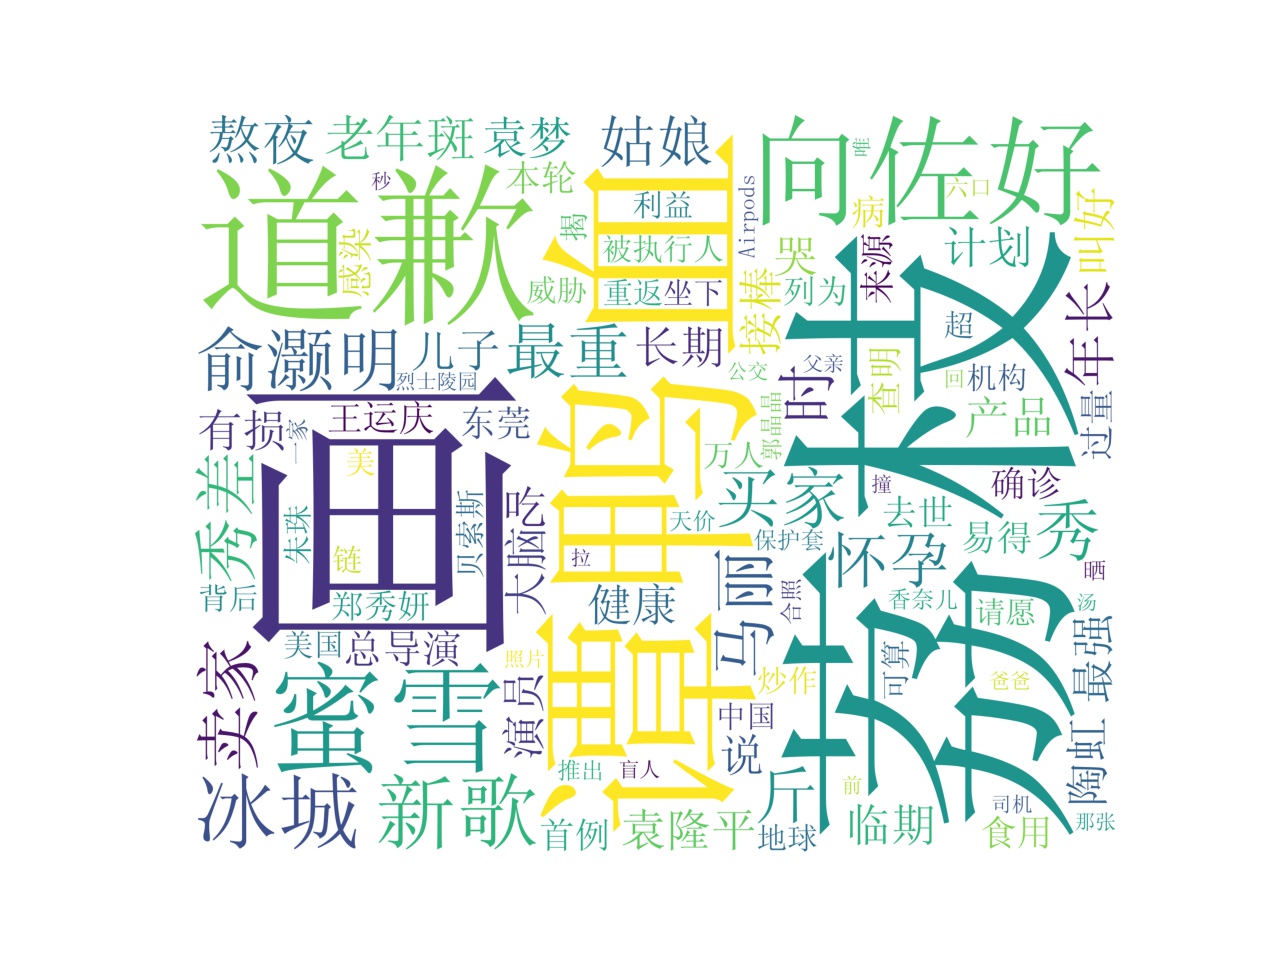 熬夜
老年斑
袁梦
姑娘
向佐好
唯
秒
本轮
道歉
感染
揭
利益
Airpods
六口
叫好
病
计划
被执行人
哭
来源
威胁
重返
坐下
接棒
列为
年长
俞灏明
儿子
最重
长期
超
烈士陵园
公交
父亲
时
查明
回
机构
有损
王运庆
东莞
一家
美
画
谭鸭血
万人
郭晶晶
产品
过量
秀差
朱珠
链
贝索斯
吃
大脑
买家
撞
确诊
天价
去世
易得
秀
保护套
拉
背后
郑秀妍
健康
马丽
合照
怀孕
香奈儿
请愿
晒
汤
美国
总导演
照片
卖家
蜜雪
演员
炒作
可算
爸爸
最强
中国
说
推出
盲人
斤
前
陶虹
冰城
新歌
首例
袁隆平
地球
临期
司机
食用
那张